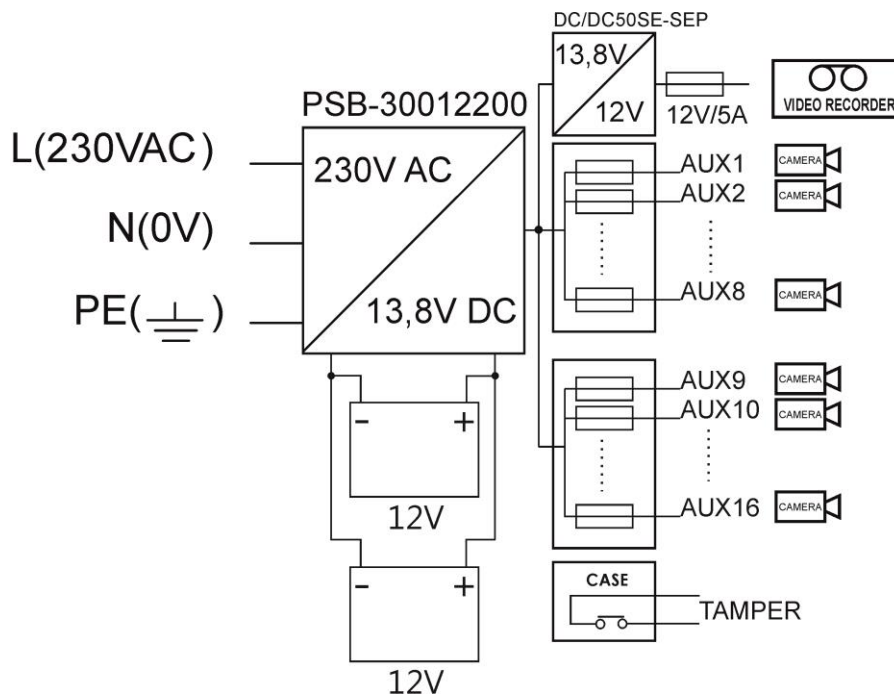 DC/DC50SE-SEP
13,8V
12V
12V/5A
VIDEO RECORDER
PSB-30012200
L(230VAC)
N(0V)
PE( )
230V AC
13,8V DC
AUX1
CAMERA
AUX2
CAMERA
AUX8
CAMERA
AUX9
CAMERA
AUX10
CAMERA
AUX16
CAMERA
- +
12V
- +
12V
CASE
TAMPER